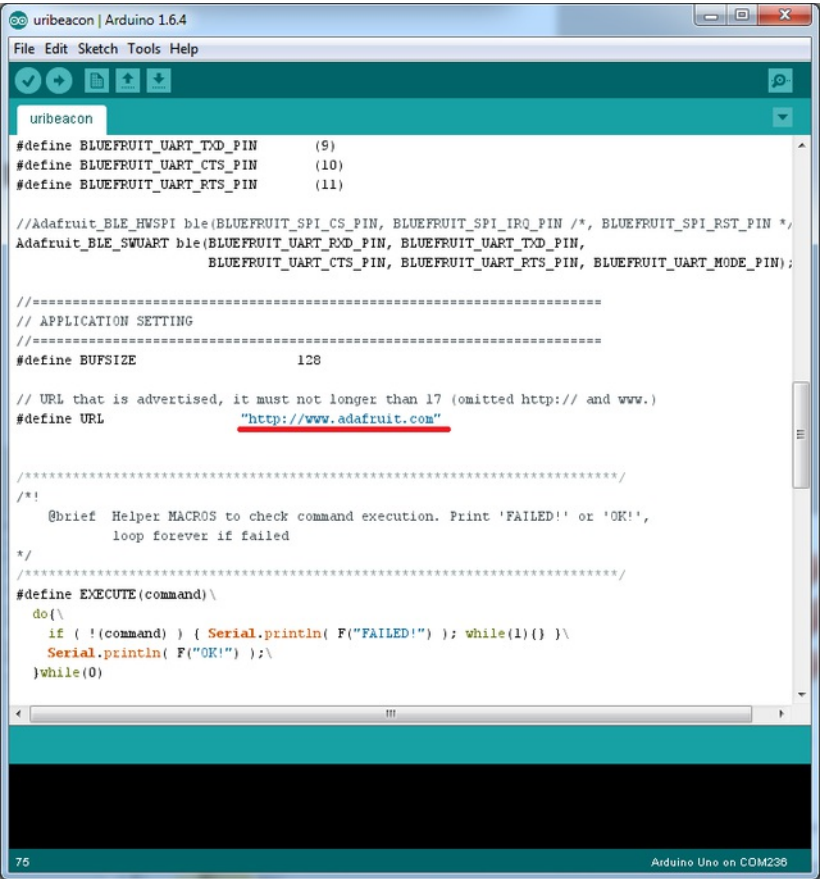 uribeacon | Arduino 1.6.4
File Edit Sketch Tools Help
uribeacon
#define BLUEFRUIT_UART_TXD_PIN (9)
#define BLUEFRUIT_UART_CTS_PIN (10)
#define BLUEFRUIT_UART_RTS_PIN (11)
//Adafruit_BLE_HWSPI ble(BLUEFRUIT_SPI_CS_PIN, BLUEFRUIT_SPI_IRQ_PIN /*, BLUEFRUIT_SPI_RST_PIN */
Adafruit_BLE_SWUART ble(BLUEFRUIT_UART_RXD_PIN, BLUEFRUIT_UART_TXD_PIN,
BLUEFRUIT_UART_CTS_PIN, BLUEFRUIT_UART_RTS_PIN, BLUEFRUIT_UART_MODE_PIN);
//=======================================================================
// APPLICATION SETTING
//=======================================================================
#define BUFSIZE 128
// URL that is advertised, it must not longer than 17 (omitted http:// and www.)
#define URL "http://www.adafruit.com"
/**************************************************************************/
/*!
@brief Helper MACROS to check command execution. Print 'FAILED!' or 'OK!',
loop forever if failed
*/
/**************************************************************************/
#define EXECUTE(command)\
do{\
if ( !(command) ) { Serial.println( F("FAILED!") ); while(1){} }\
Serial.println( F("OK!") );\
}while(0)
75 Arduino Uno on COM236